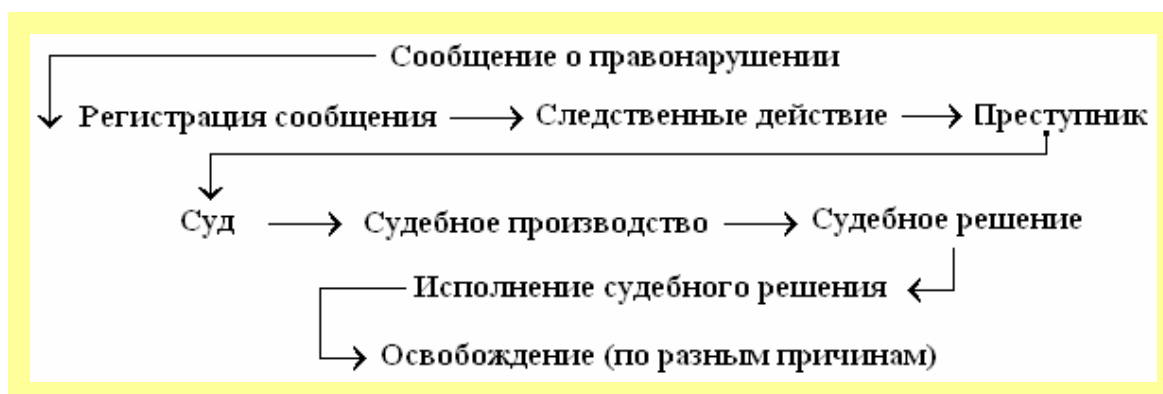 Сообщение о правонарушении
Регистрация сообщения Следственные действие Преступник
Суд Судебное производство Судебное решение
Исполнение судебного решения
Освобождение (по разным причинам)